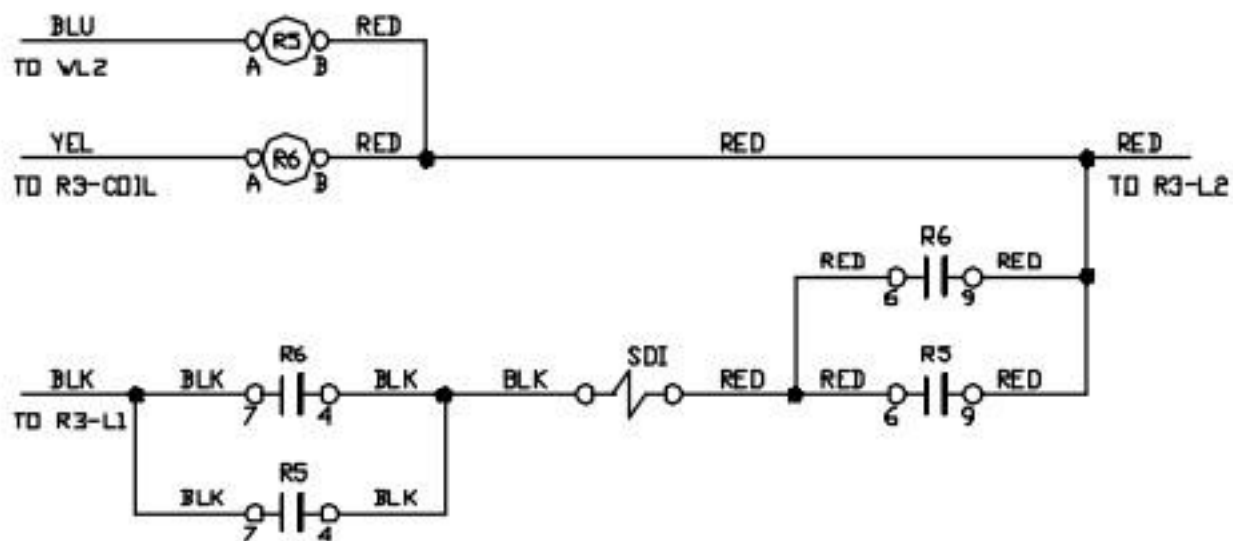 BLU R5 RED
TO WL2 A B
YEL R6 RED RED RED
TO R3-COIL A B TO R3-L2
R6
RED RED
6 9
R6 SDI R5
BLK BLK BLK BLK RED RED RED
TO R3-L1 7 4 6 9
R5
BLK BLK
7 4